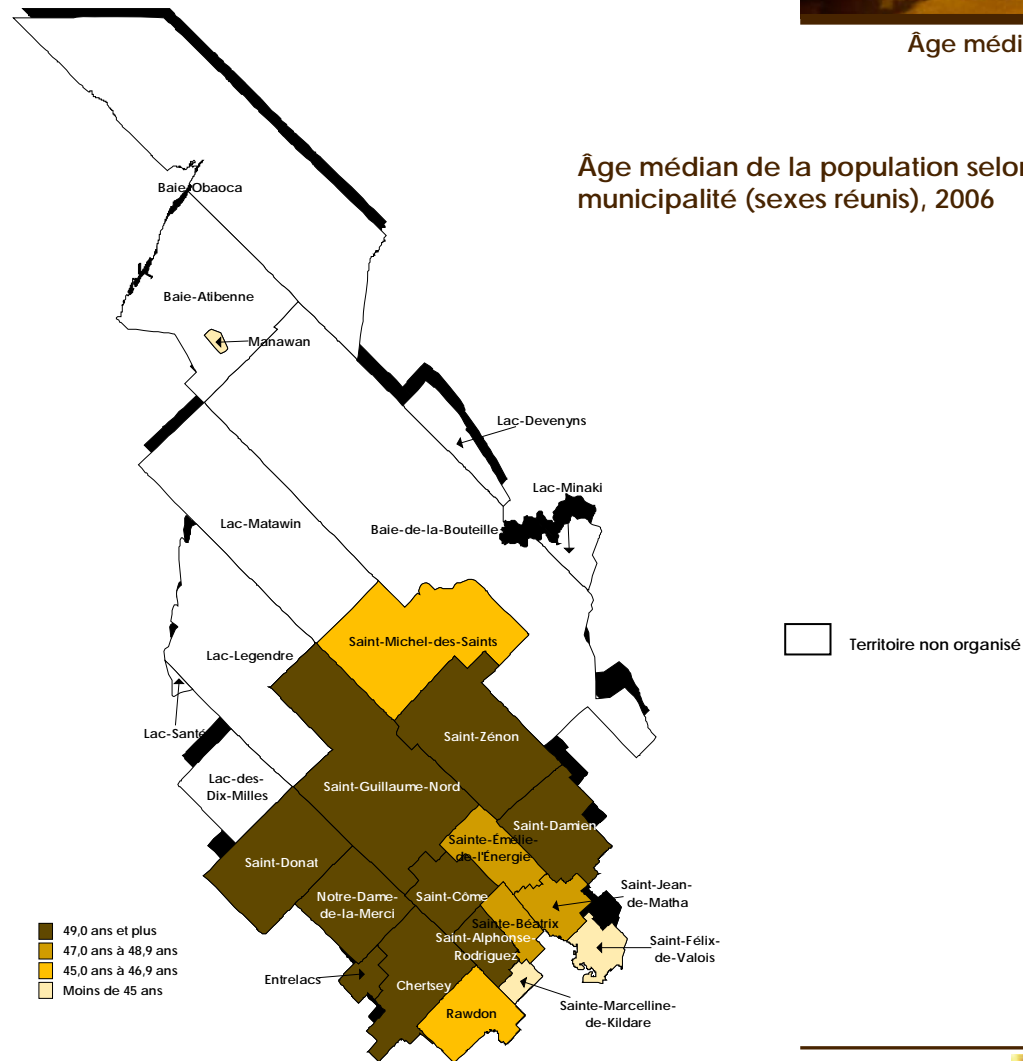 Âge médi
Âge médian de la population selon
municipalité (sexes réunis), 2006
Baie-Obaoca
Baie-Atibenne
Manawan
Lac-Devenyns
Lac-Minaki
Lac-Matawin
Baie-de-la-Bouteille
Saint-Michel-des-Saints
Territoire non organisé
Lac-Legendre
Lac-Santé
Saint-Zénon
Lac-des-
Dix-Milles
Saint-Guillaume-Nord
Saint-Damien
Sainte-Émélie-
de-l'Énergie
Saint-Donat
Notre-Dame-
de-la-Merci
Saint-Côme
Saint-Jean-
de-Matha
Sainte-Béatrix
Saint-Alphonse-
Rodriguez
Saint-Félix-
de-Valois
49,0 ans et plus
47,0 ans à 48,9 ans
45,0 ans à 46,9 ans
Moins de 45 ans
Entrelacs
Chertsey
Rawdon
Sainte-Marcelline-
de-Kildare